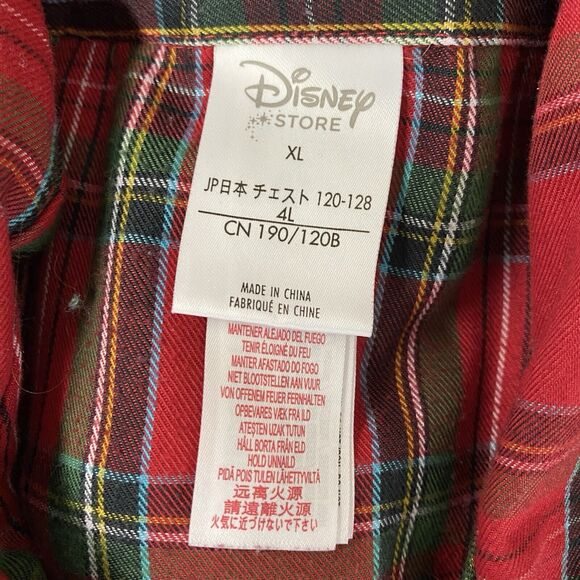 Disney
STORE
XL
JP日本 チェスト 120-128
4L
CN 190/120B
MADE IN CHINA
FABRIQUÉ EN CHINE
MANTENER ALEJADO DEL FUEGO
TENIR ÉLOIGNÉ DU FEU
MANTER AFASTADO DO FOGO
NIET BLOOTSTELLEN AAN VUUR
VON OFFENEM FEUER FERNHALTEN
OPBEVARES VÆK FRA ILD
ATEŞTEN UZAK TUTUN
HÅLL BORTA FRÅN ELD
HOLD UNNAILD
PIDÄ POIS TULEN LÄHETTYVILTÄ
远离火源
請遠離火源
火気に近づけないで下さい